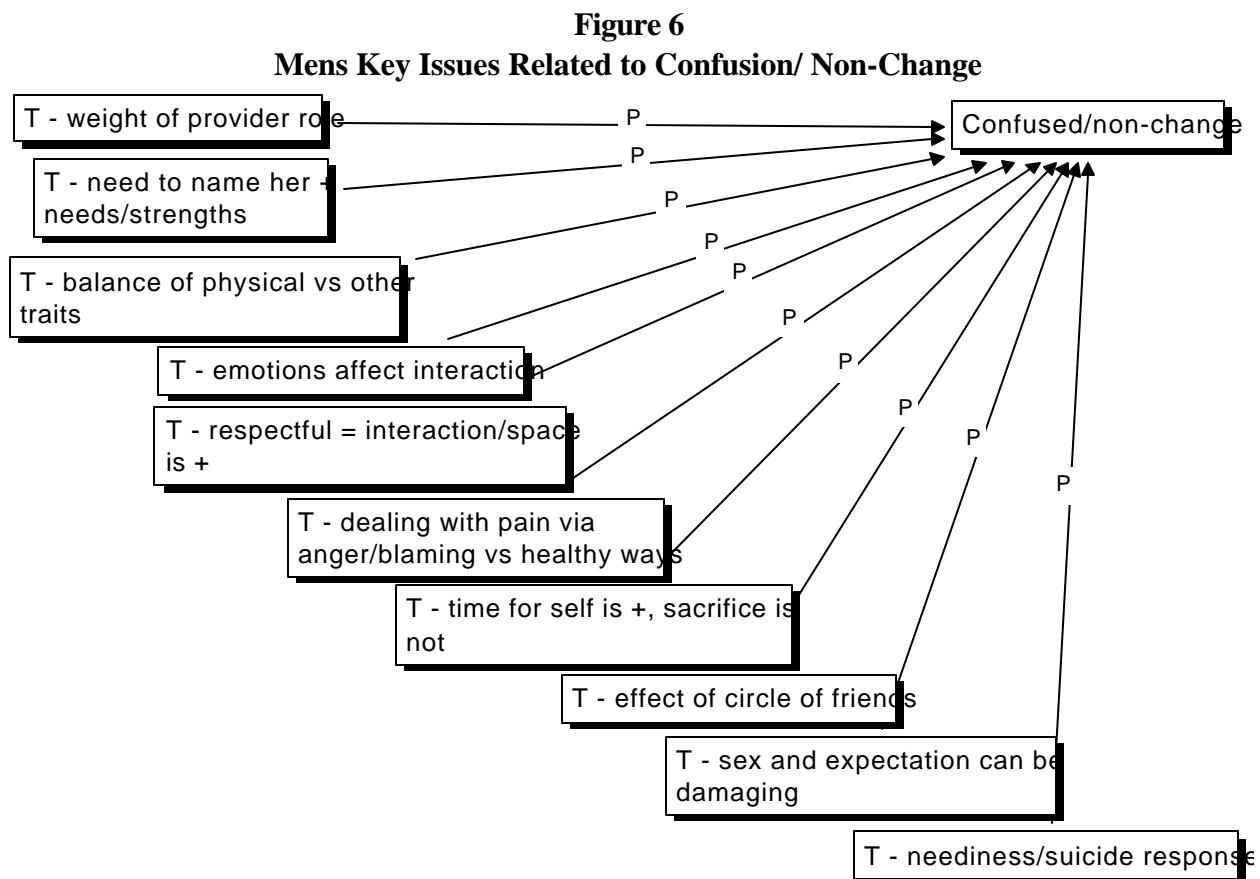 Figure 6
Mens Key Issues Related to Confusion/ Non-Change
T - weight of provider role
P
Confused/non-change
T - need to name her +
needs/strengths
P
T - balance of physical vs other
traits
P
T - emotions affect interaction
P
P
T - respectful = interaction/space
is +
P
T - dealing with pain via
anger/blaming vs healthy ways
P
T - time for self is +, sacrifice is
not
P
T - effect of circle of friends
P
T - sex and expectation can be
damaging
P
T - neediness/suicide response